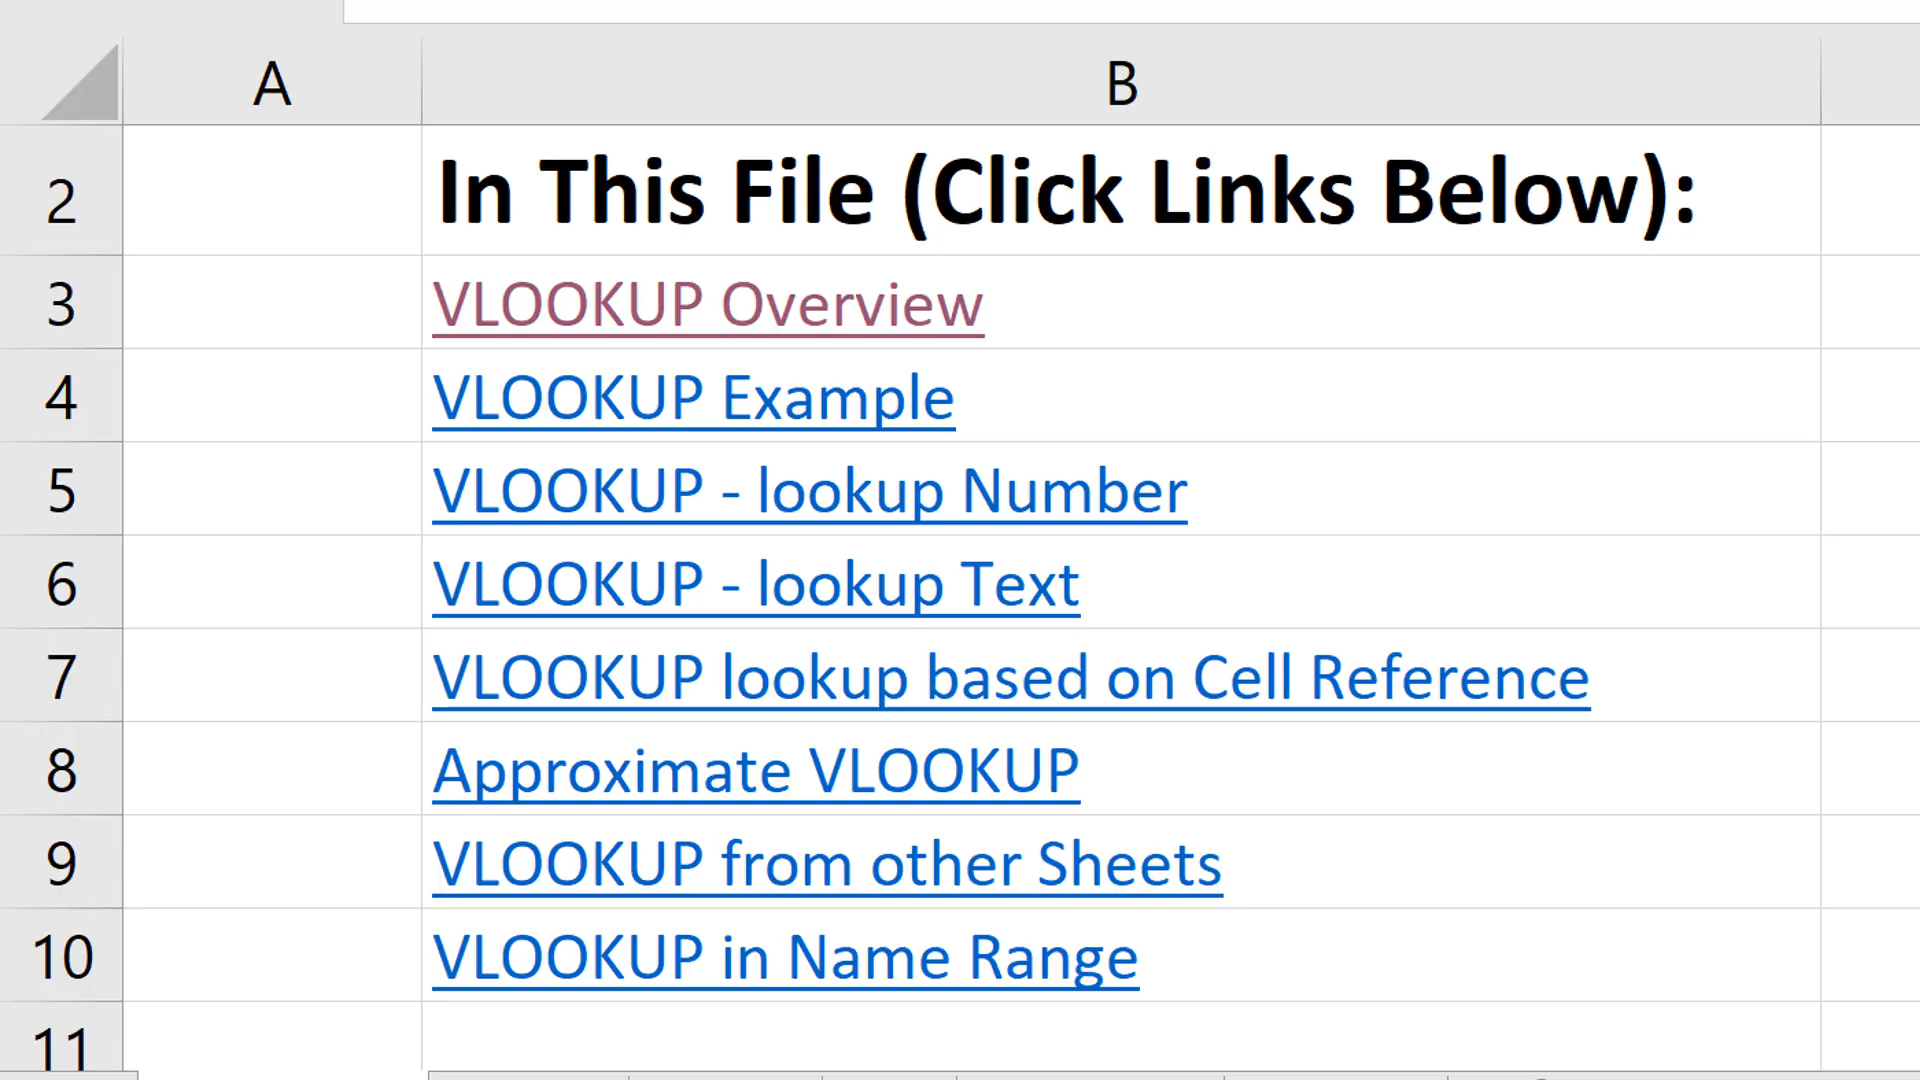 A B
2 In This File (Click Links Below):
3 VLOOKUP Overview
4 VLOOKUP Example
5 VLOOKUP - lookup Number
6 VLOOKUP - lookup Text
7 VLOOKUP lookup based on Cell Reference
8 Approximate VLOOKUP
9 VLOOKUP from other Sheets
10 VLOOKUP in Name Range
11